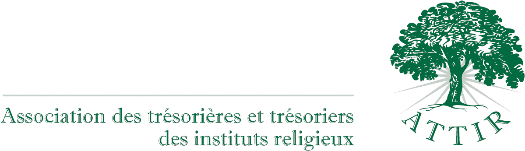 Association des trésorières et trésoriers
des instituts religieux
ATTIR